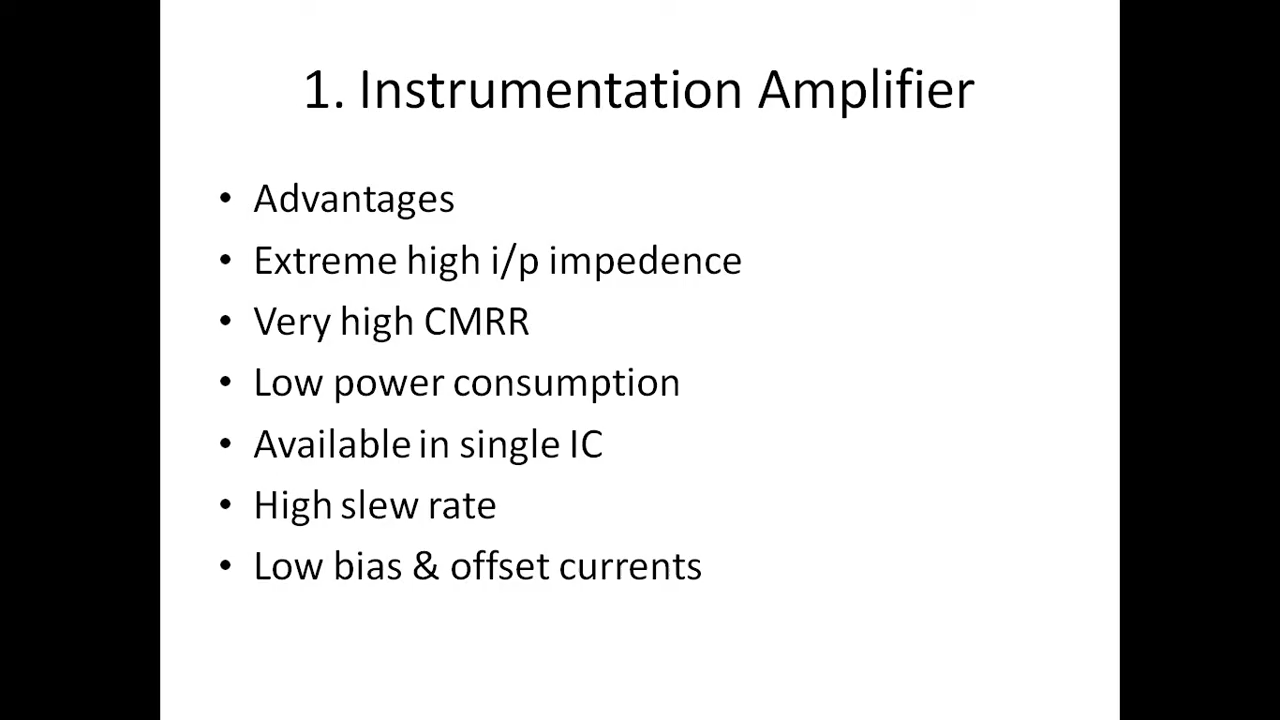 1. Instrumentation Amplifier
• Advantages
• Extreme high i/p impedence
• Very high CMRR
• Low power consumption
• Available in single IC
• High slew rate
• Low bias & offset currents